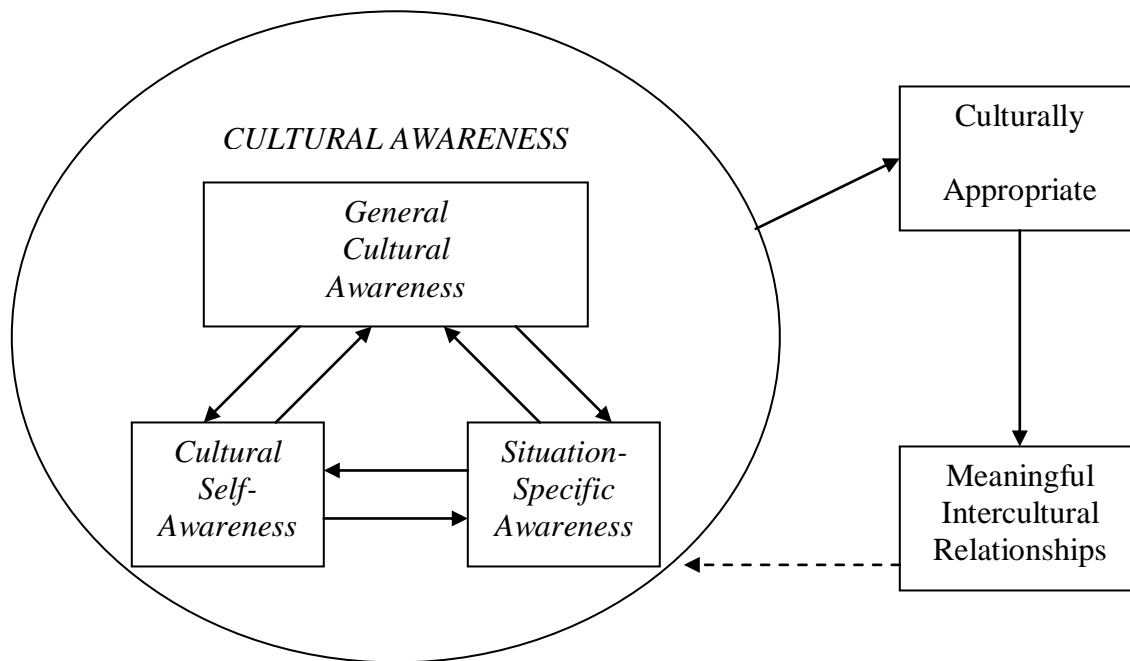 CULTURAL AWARENESS
General
Cultural
Awareness
Cultural
Self-
Awareness
Situation-
Specific
Awareness
Culturally
Appropriate
Meaningful
Intercultural
Relationships